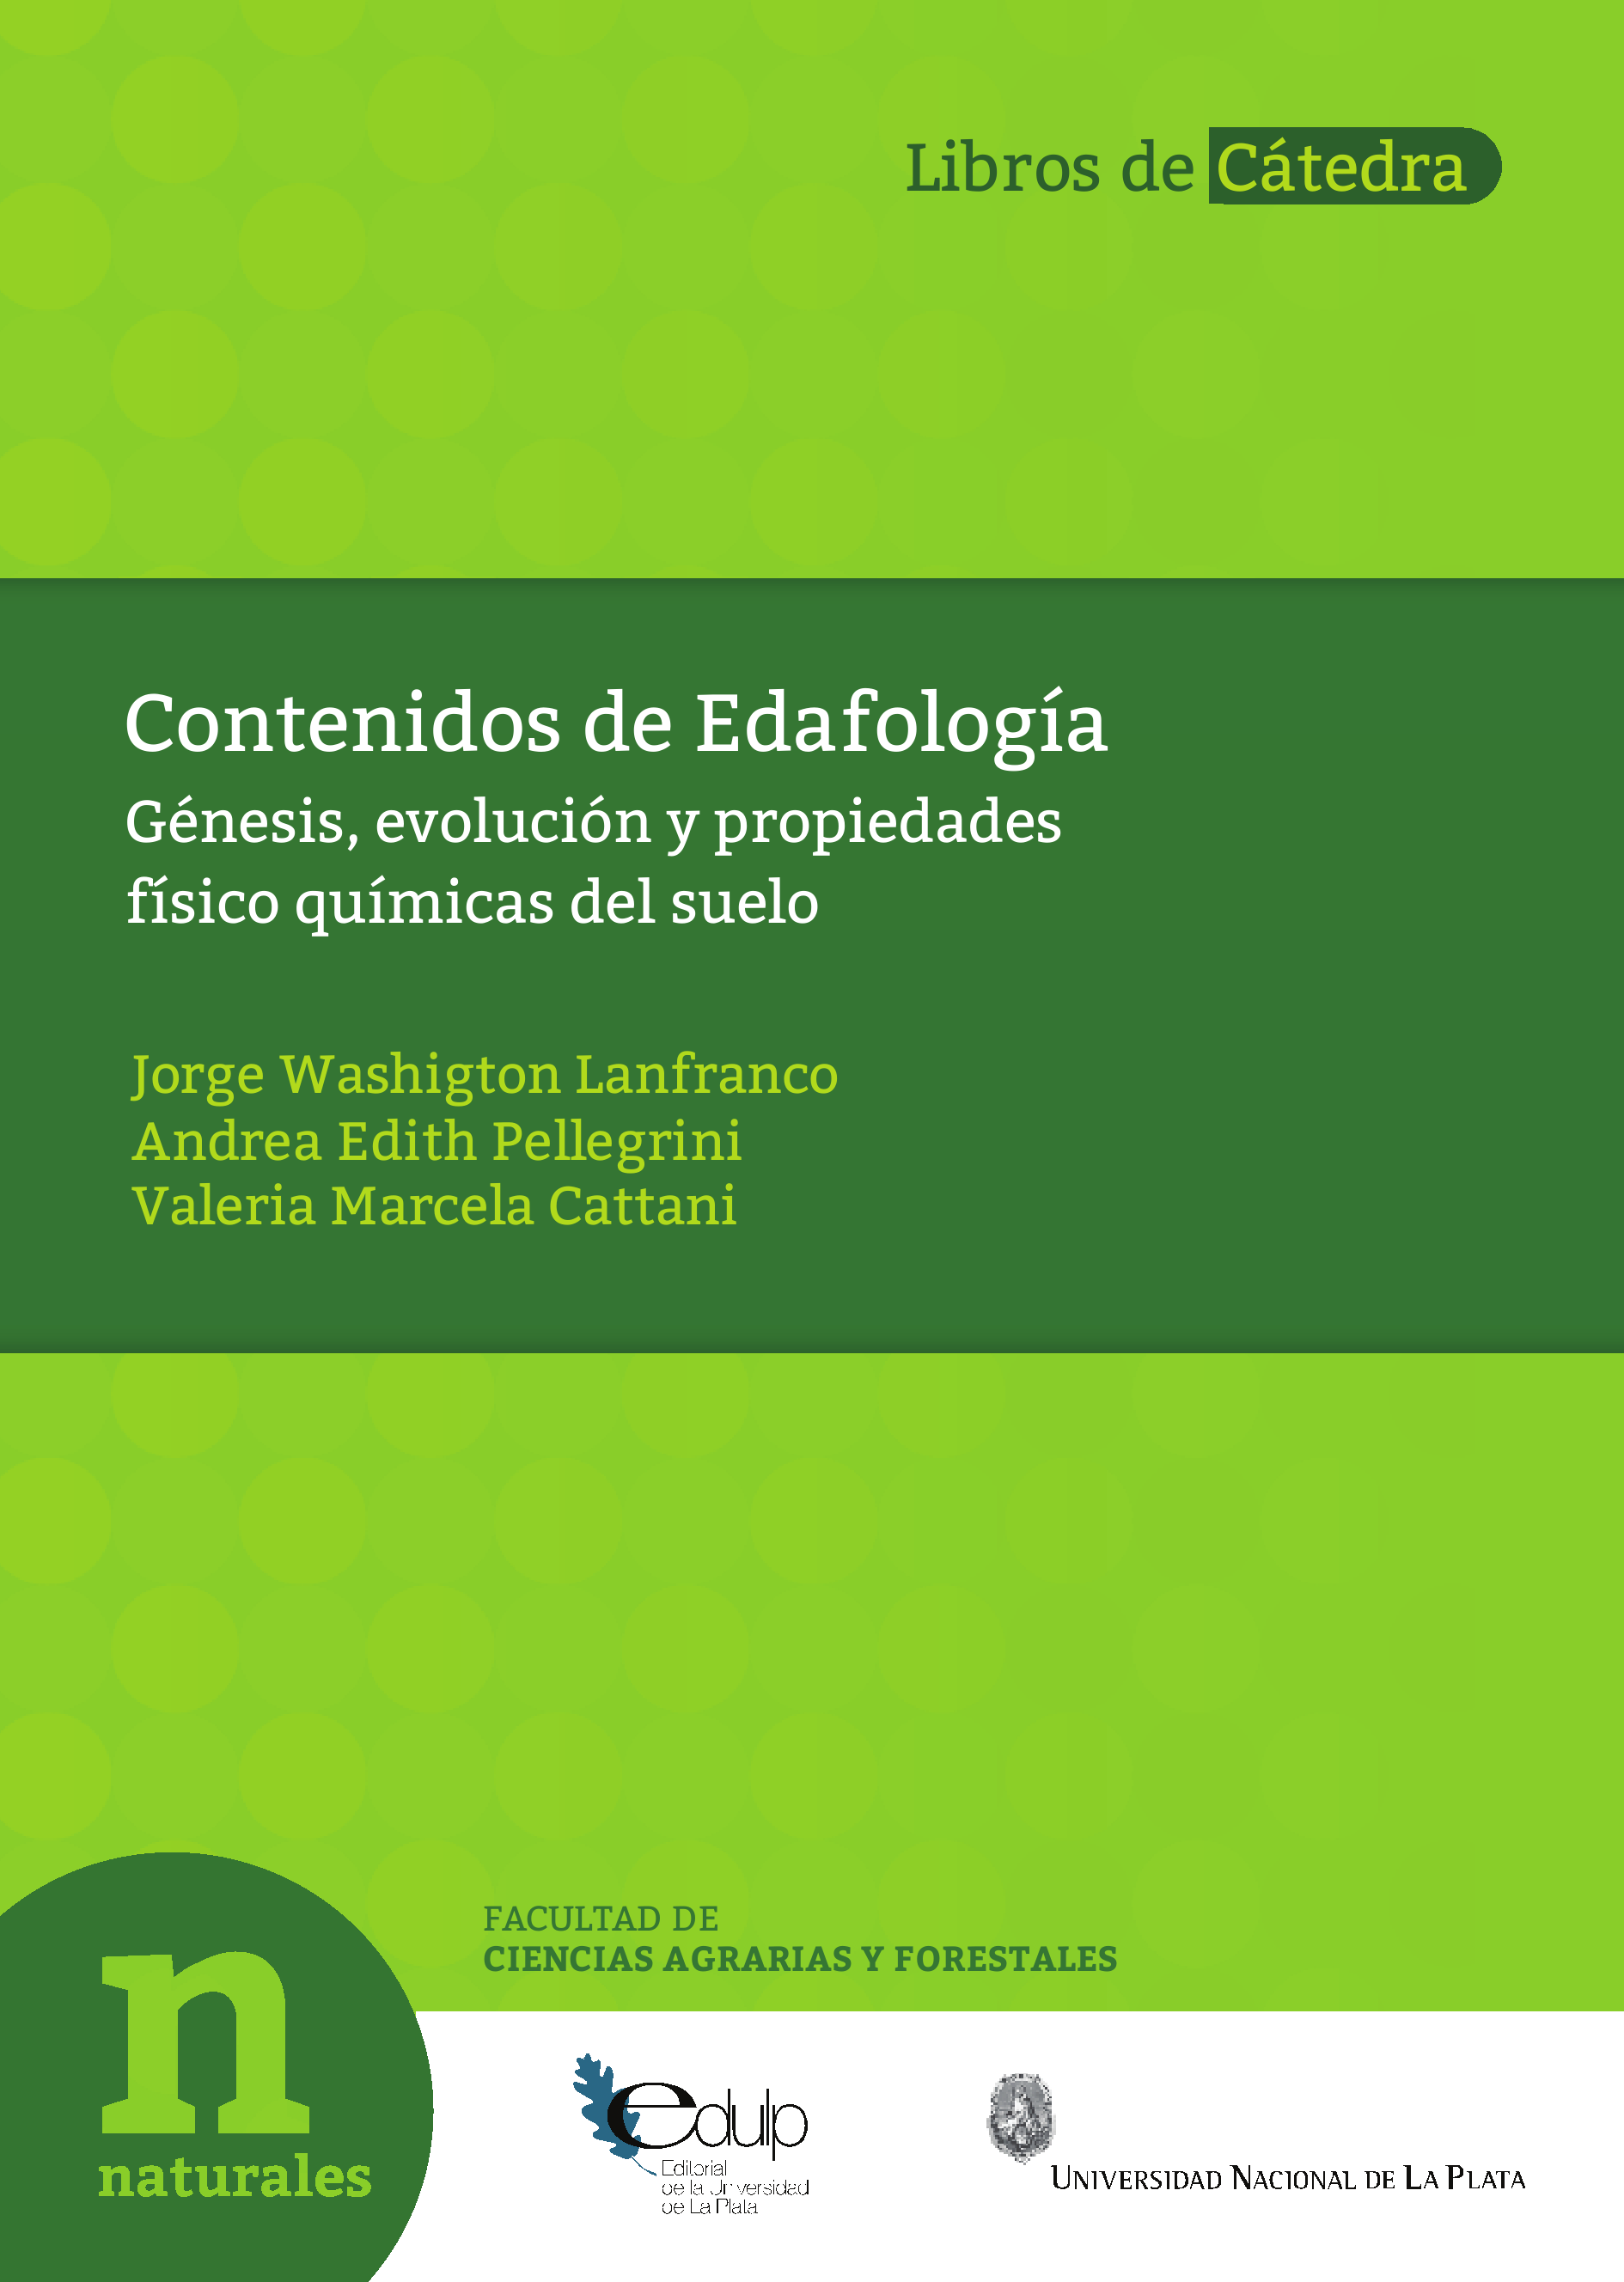 Libros de Cátedra
Contenidos de Edafología
Génesis, evolución y propiedades
físico químicas del suelo
Jorge Washigton Lanfranco
Andrea Edith Pellegrini
Valeria Marcela Cattani
FACULTAD DE
CIENCIAS AGRARIAS Y FORESTALES
n
naturales
edulp
Editorial
de la Universidad
de La Plata
UNIVERSIDAD NACIONAL DE LA PLATA